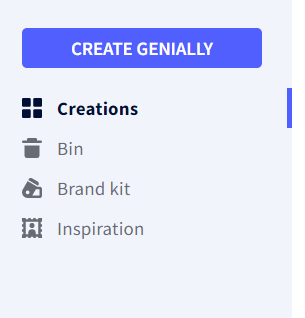 CREATE GENIALLY
Creations
Bin
Brand kit
Inspiration